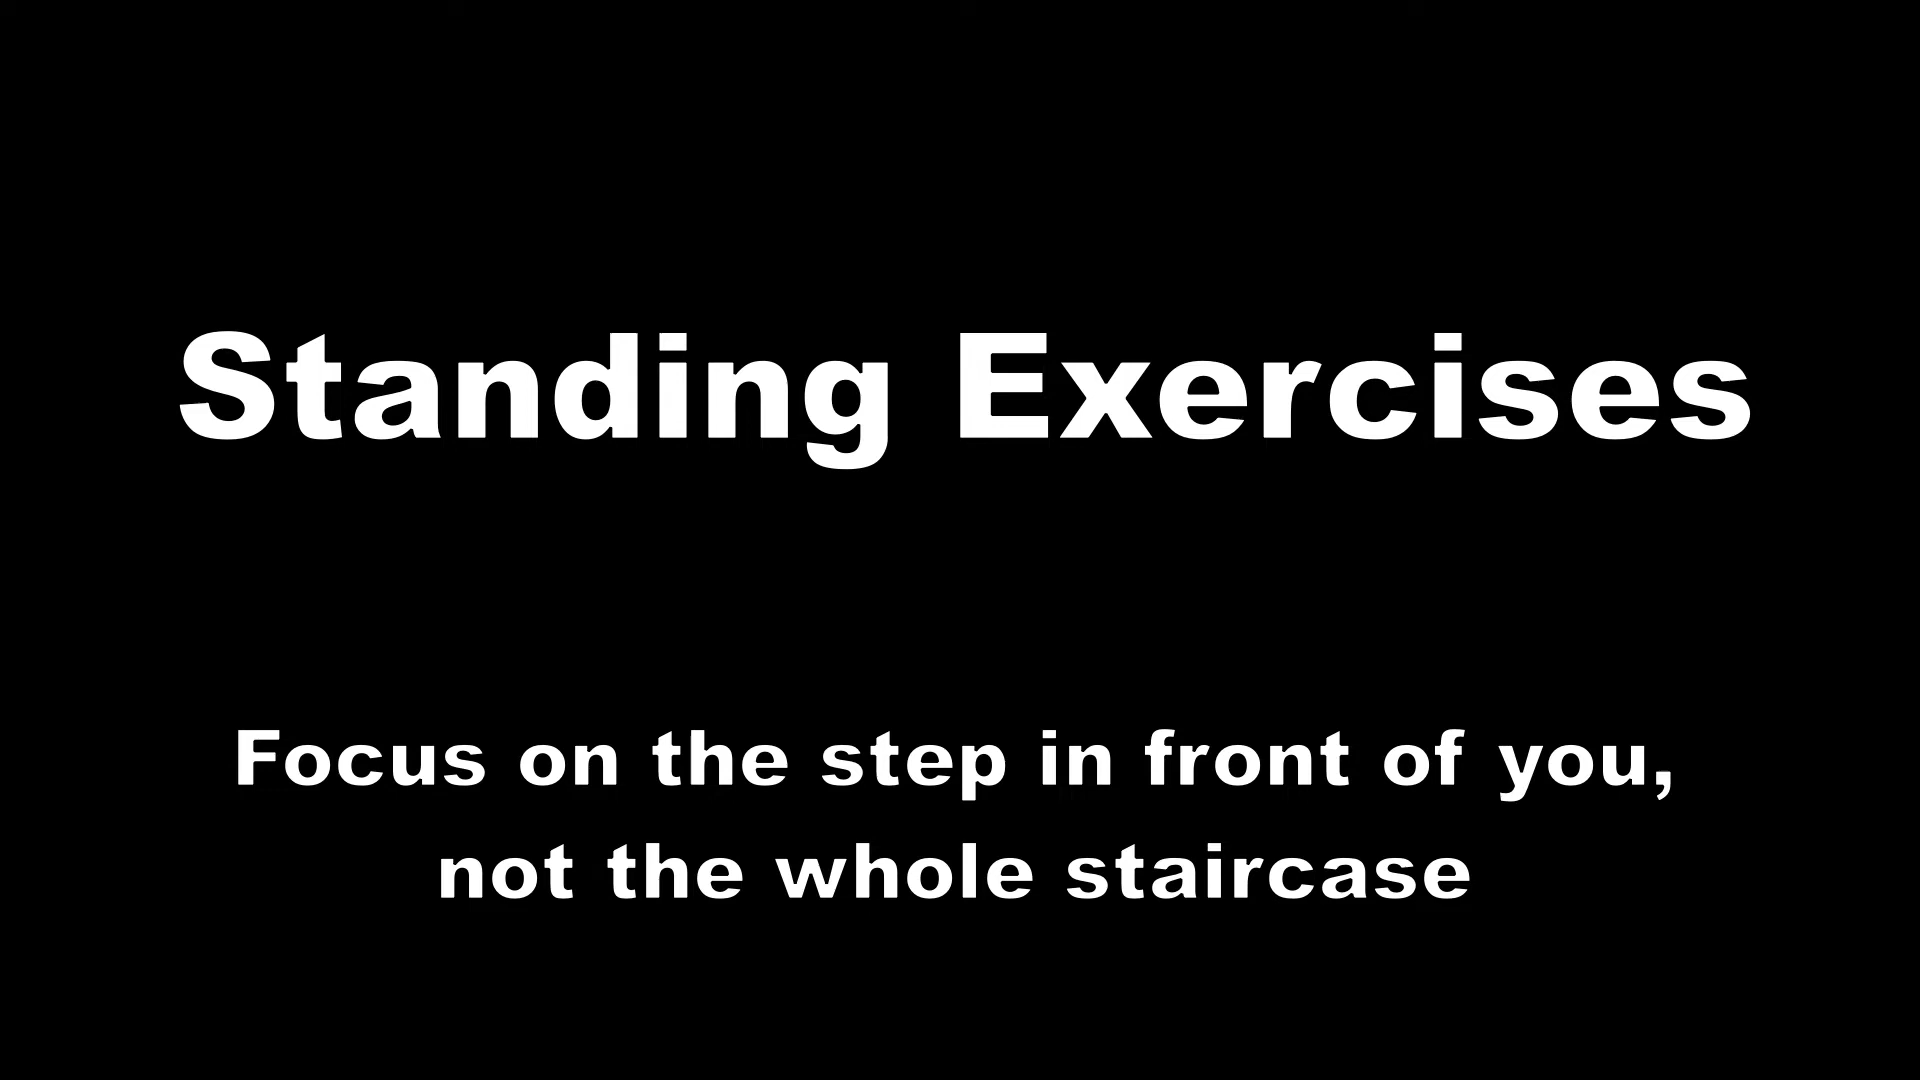 Standing Exercises
Focus on the step in front of you,
not the whole staircase